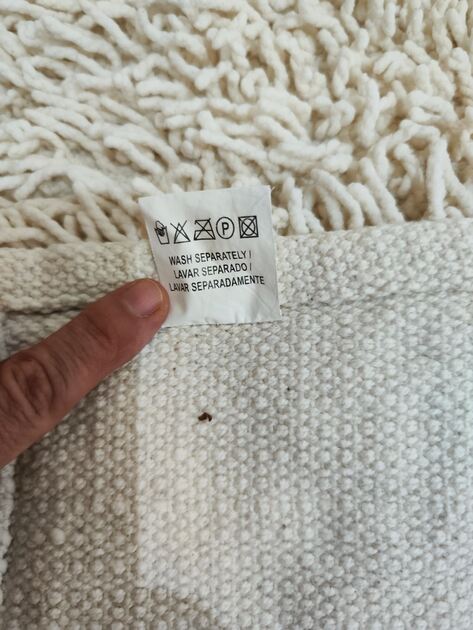 P
WASH SEPARATELY /
LAVAR SEPARADO /
LAVAR SEPARADAMENTE